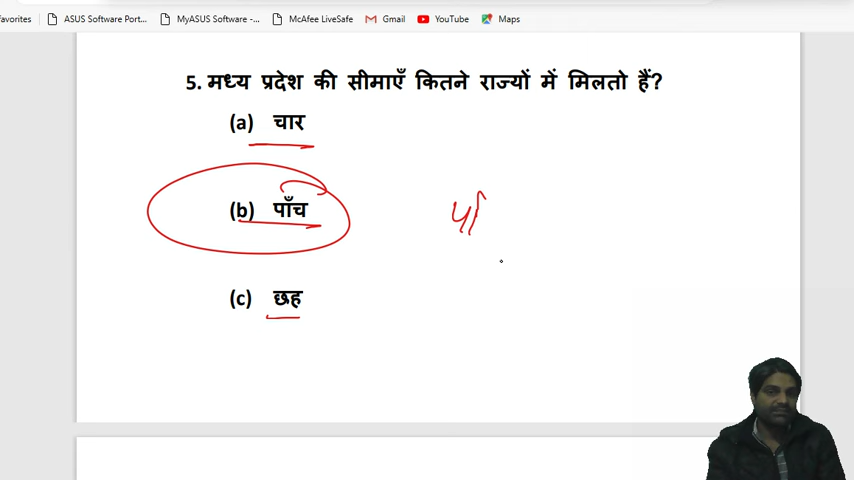 avorites
ASUS Software Port...
MyASUS Software -...
McAfee LiveSafe
Gmail
YouTube
Maps
5. मध्य प्रदेश की सीमाएँ कितने राज्यों में मिलतो हैं?
(a) चार
(b) पाँच
(c) छह